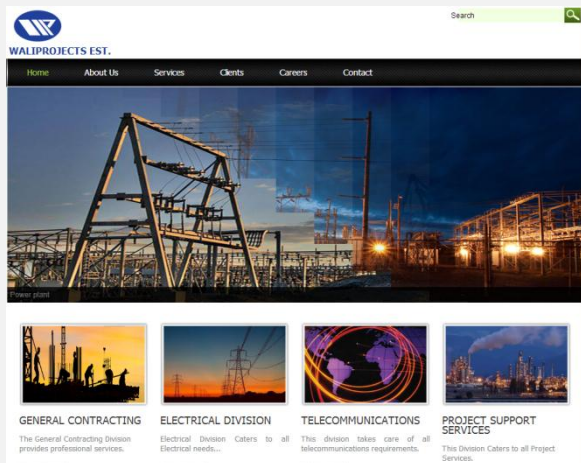 Search
WP
WALIPROJECTS EST.
Home About Us Services Clients Careers Contact
Power plant
GENERAL CONTRACTING
The General Contracting Division
provides professional services.
ELECTRICAL DIVISION
Electrical Division Caters to all
Electrical needs...
TELECOMMUNICATIONS
This division takes care of all
telecommunications requirements.
PROJECT SUPPORT
SERVICES
This Division Caters to all Project
Services.